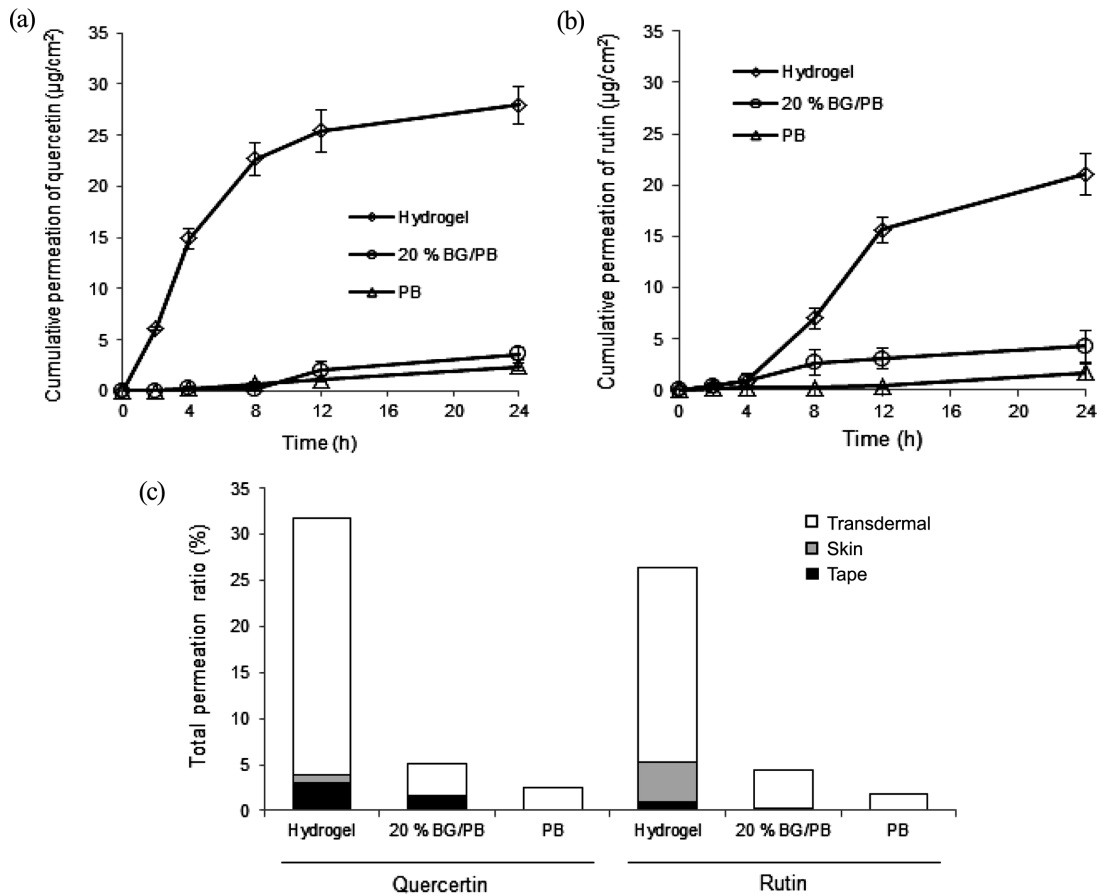 (a)
Cumulative permeation of quercetin (µg/cm²)
35
30
25
20
15
10
5
0
0
4
8
12
16
20
24
Time (h)
Hydrogel
20 % BG/PB
PB
(b)
Cumulative permeation of rutin (µg/cm²)
35
30
25
20
15
10
5
0
0
4
8
12
16
20
24
Time (h)
Hydrogel
20 % BG/PB
PB
(c)
Total permeation ratio (%)
35
30
25
20
15
10
5
0
Transdermal
Skin
Tape
Hydrogel
20 % BG/PB
PB
Hydrogel
20 % BG/PB
PB
Quercertin
Rutin